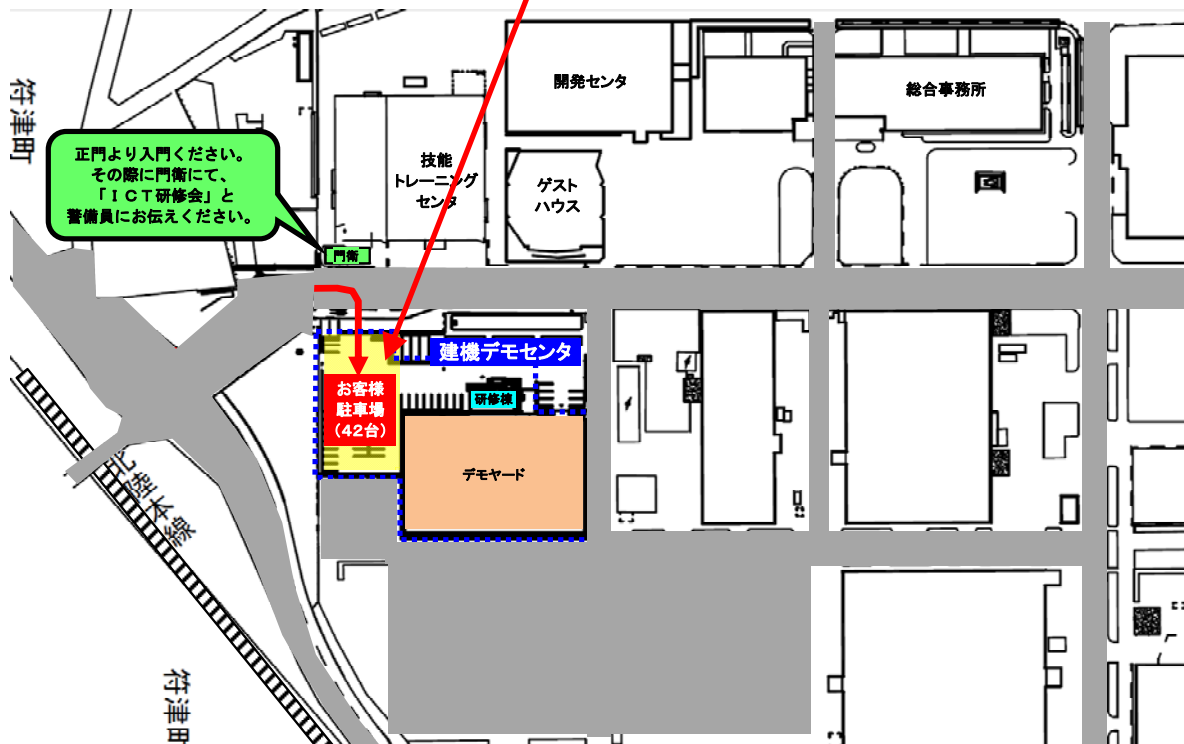 開発センタ
総合事務所
符津町
正門より入門ください。
その際に門衛にて、
「ＩＣＴ研修会」と
警備員にお伝えください。
技能
トレーニング
センタ
ゲスト
ハウス
門衛
建機デモセンタ
お客様
駐車場
（42台）
研修棟
デモヤード
北陸本線
符津町